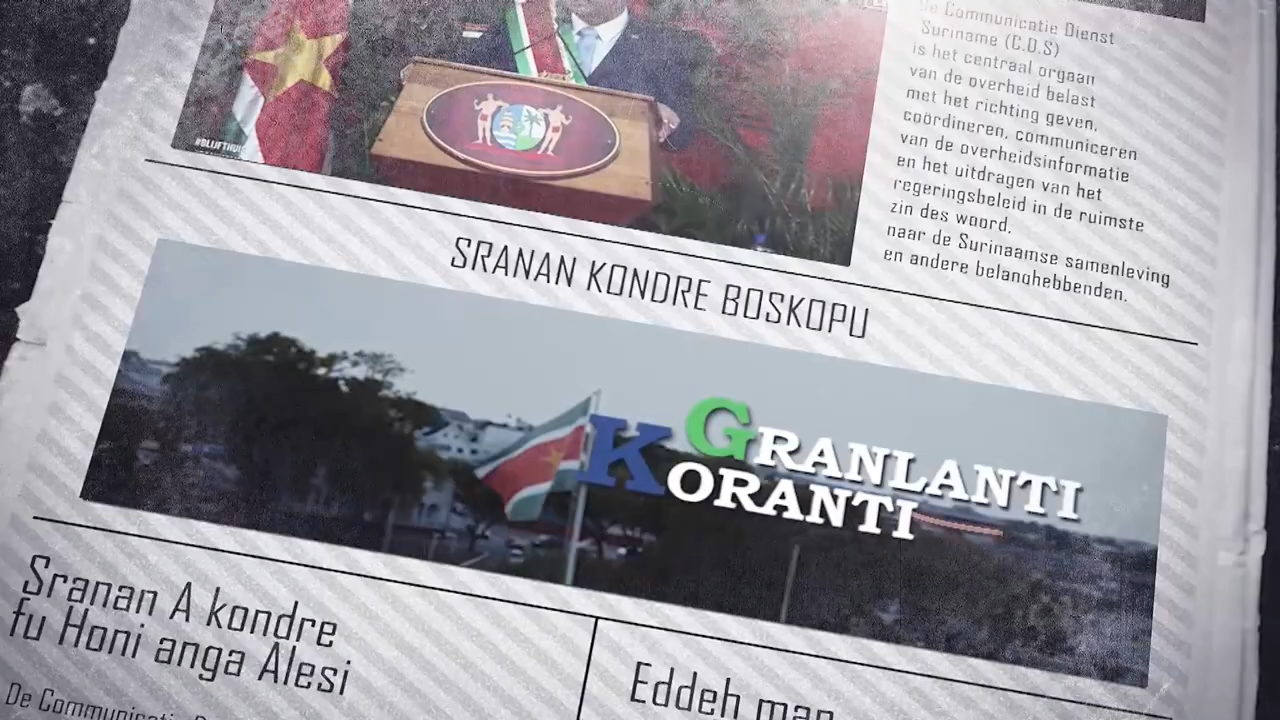 De Communicatie Dienst
Suriname (C.D.S)
is het centraal orgaan
van de overheid belast
met het richting geven,
coördineren, communiceren
van de overheidsinformatie
en het uitdragen van het
regeringsbeleid in de ruimste
zin des woord,
naar de Surinaamse samenleving
en andere belanghebbenden.
SRANAN KONDRE BOSKOPU
GRANLANTI
KORANTI
Sranan A kondre
fu Honi anga Alesi
Eddeh man
De